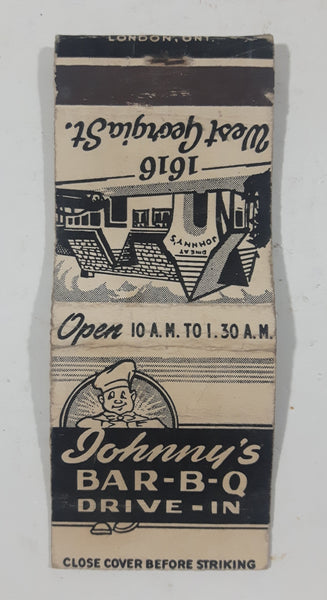 LONDON, ONT.
1616
West Georgia St.
JOHNNY'S
Open 10 A.M. TO 1.30 A.M.
Johnny's
BAR-B-Q
DRIVE-IN
CLOSE COVER BEFORE STRIKING